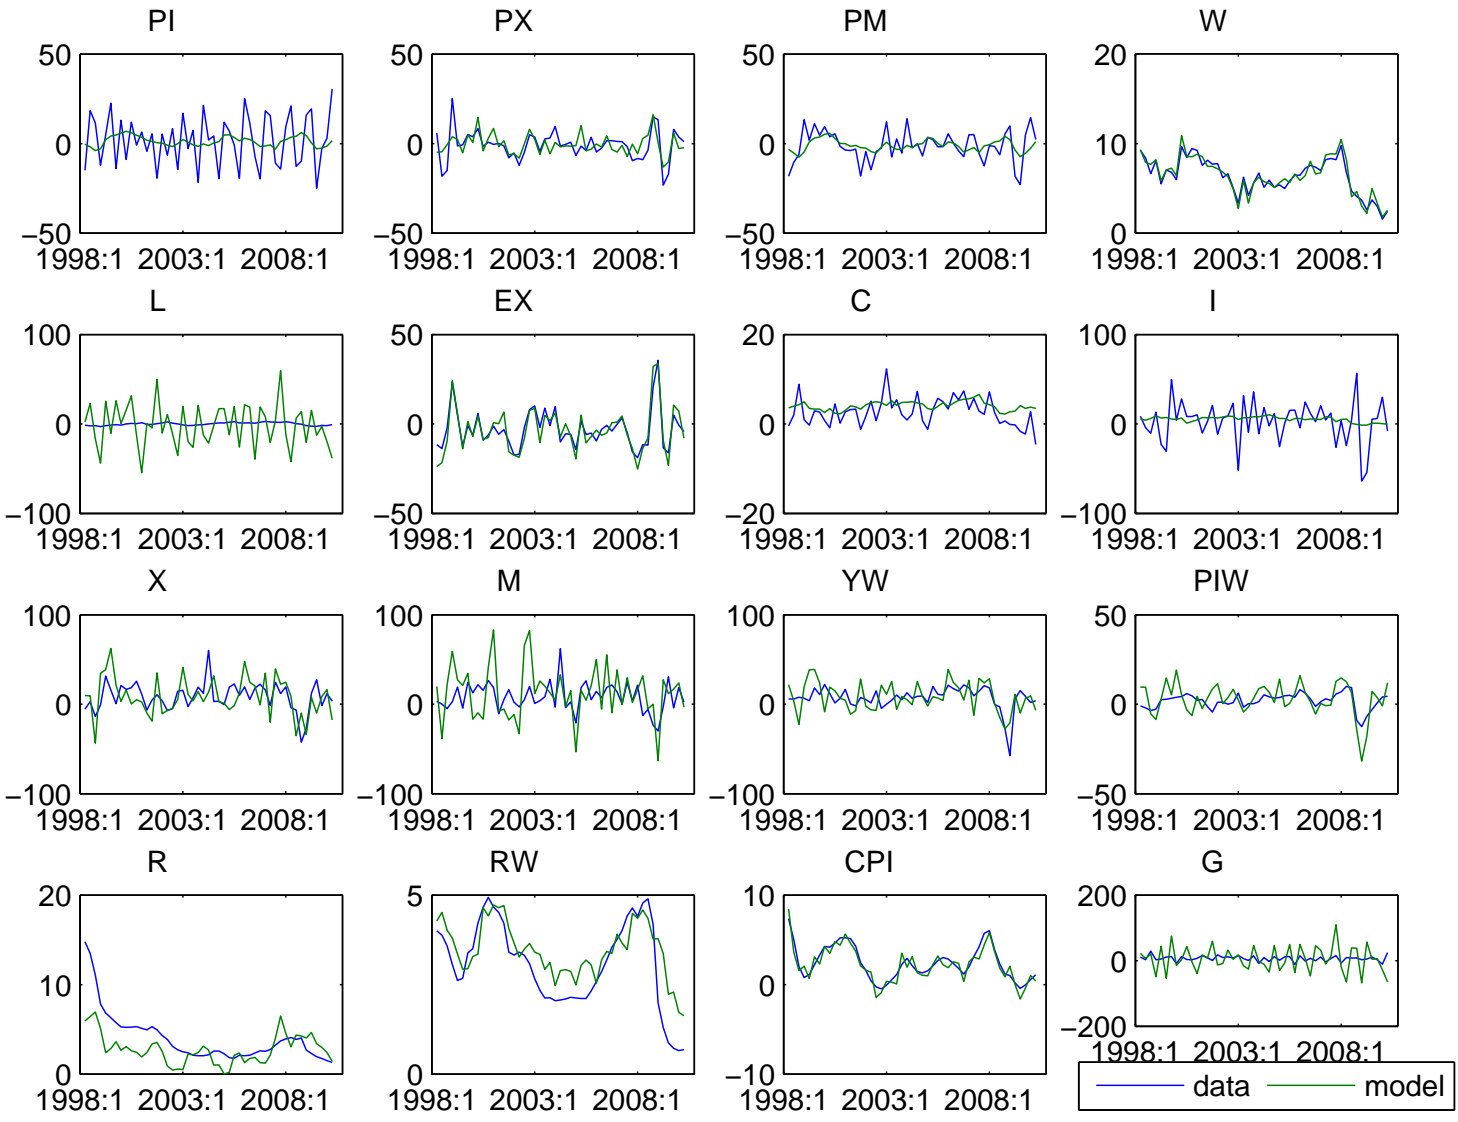 PI PX PM W
50 50 50 20
0 0 0 10
−50 −50 −50 0
1998:1 2003:1 2008:1 1998:1 2003:1 2008:1 1998:1 2003:1 2008:1 1998:1 2003:1 2008:1
L EX C I
100 50 20 100
0 0 0 0
−100 −50 −20 −100
1998:1 2003:1 2008:1 1998:1 2003:1 2008:1 1998:1 2003:1 2008:1 1998:1 2003:1 2008:1
X M YW PIW
100 100 100 50
0 0 0 0
−100 −100 −100 −50
1998:1 2003:1 2008:1 1998:1 2003:1 2008:1 1998:1 2003:1 2008:1 1998:1 2003:1 2008:1
R RW CPI G
20 5 10 200
10 0 0
0 0 −10 −200
1998:1 2003:1 2008:1 1998:1 2003:1 2008:1 1998:1 2003:1 2008:1 1998:1 2003:1 2008:1
data model